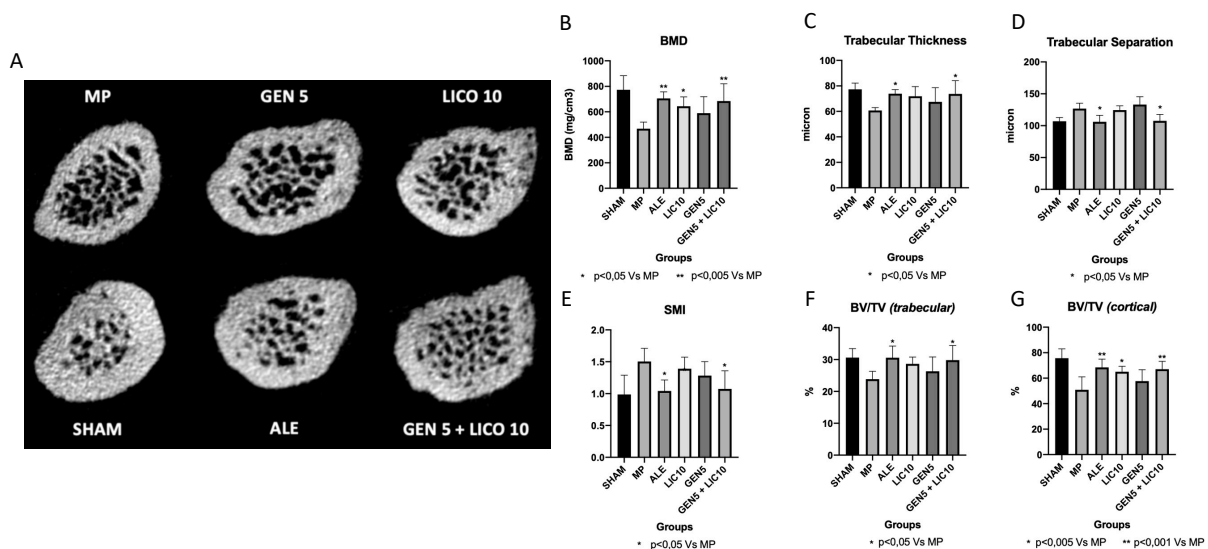 A
MP
GEN 5
LICO 10
SHAM
ALE
GEN 5 + LICO 10
B
BMD
BMD (mg/cm3)
1000
800
600
400
200
0
**
*
**
SHAM
MP
ALE
LIC10
GEN5
GEN5 + LIC10
Groups
* p<0,05 Vs MP ** p<0,005 Vs MP
C
Trabecular Thickness
micron
100
80
60
40
20
0
*
*
SHAM
MP
ALE
LIC10
GEN5
GEN5 + LIC10
Groups
* p<0,05 Vs MP
D
Trabecular Separation
micron
200
150
100
50
0
*
*
SHAM
MP
ALE
LIC10
GEN5
GEN5 + LIC10
Groups
* p<0,05 Vs MP
E
SMI
2.0
1.5
1.0
0.5
0.0
*
*
SHAM
MP
ALE
LIC10
GEN5
GEN5 + LIC10
Groups
* p<0,05 Vs MP
F
BV/TV (trabecular)
%
40
30
20
10
0
*
*
SHAM
MP
ALE
LIC10
GEN5
GEN5 + LIC10
Groups
* p<0,05 Vs MP
G
BV/TV (cortical)
%
100
80
60
40
20
0
**
*
**
SHAM
MP
ALE
LIC10
GEN5
GEN5 + LIC10
Groups
* p<0,005 Vs MP ** p<0,001 Vs MP